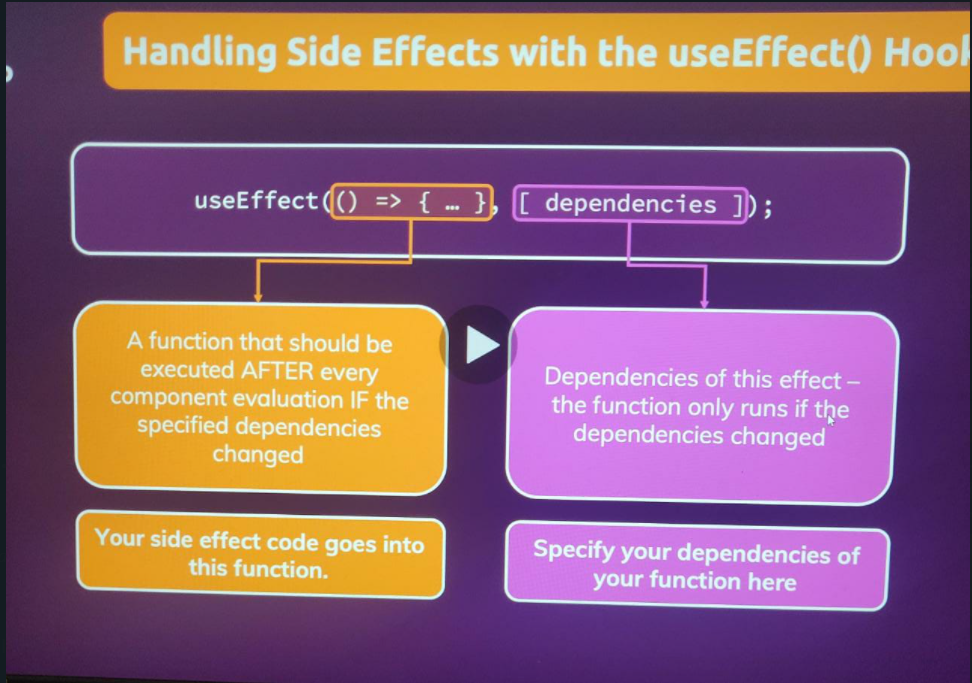 Handling Side Effects with the useEffect() Hook
useEffect(() => { … }, [ dependencies ]);
A function that should be
executed AFTER every
component evaluation IF the
specified dependencies
changed
Dependencies of this effect –
the function only runs if the
dependencies changed
Your side effect code goes into
this function.
Specify your dependencies of
your function here